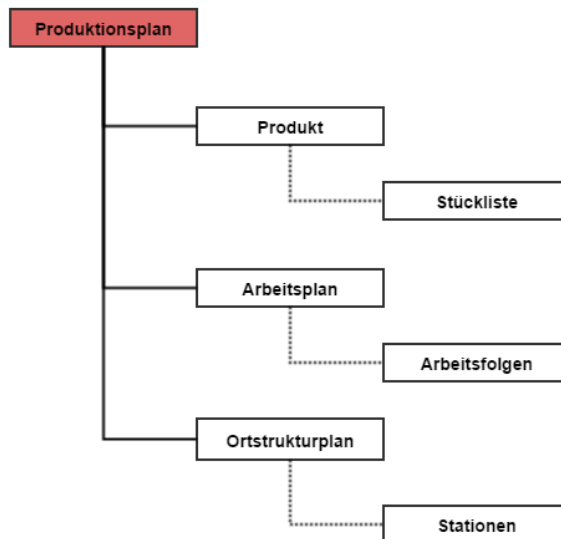 Produktionsplan
Produkt
Stückliste
Arbeitsplan
Arbeitsfolgen
Ortstrukturplan
Stationen